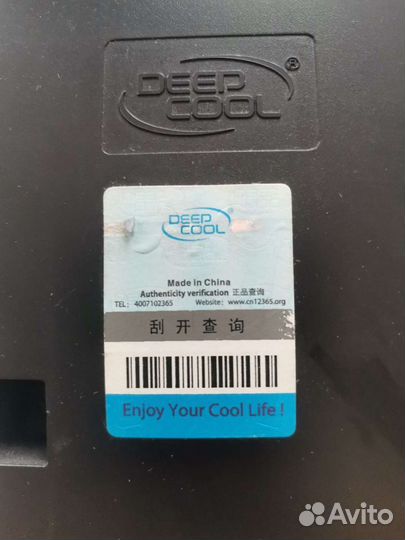 DEEP
COOL
®
DEEP
COOL
®
Made in China
Authenticity verification 正品查询
TEL: 4007102365 Website: www.cn12365.org
刮开查询
Enjoy Your Cool Life!
Avito